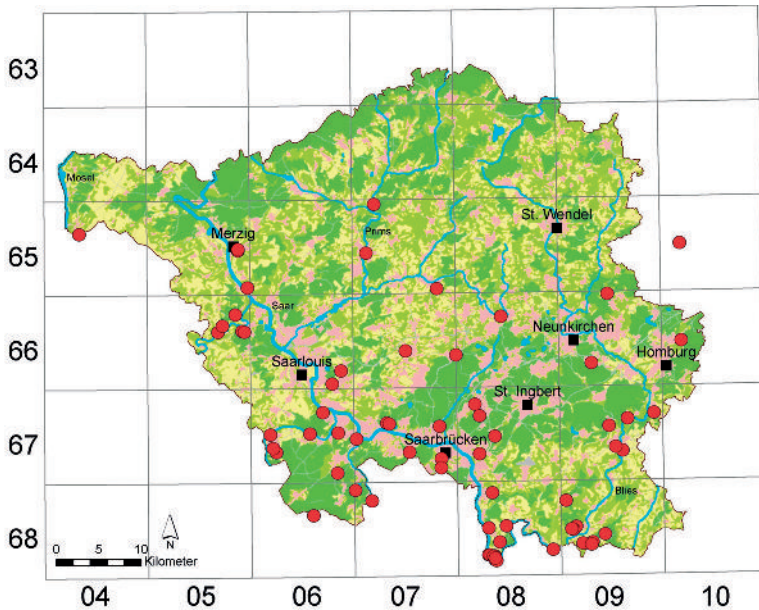 63
64
Mosel
St. Wendel
Merzig
Prims
65
Saar
Neunkirchen
66
Saarlouis
Homburg
St. Ingbert
67
Saarbrücken
Blies
N
68
0 5 10 Kilometer
04 05 06 07 08 09 10